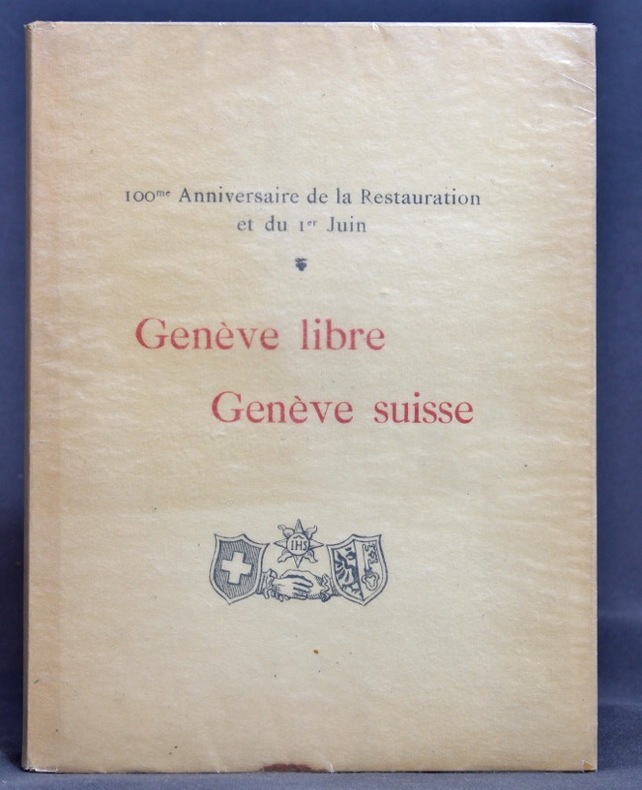 100me Anniversaire de la Restauration
et du 1er Juin
Genève libre
Genève suisse
IHS